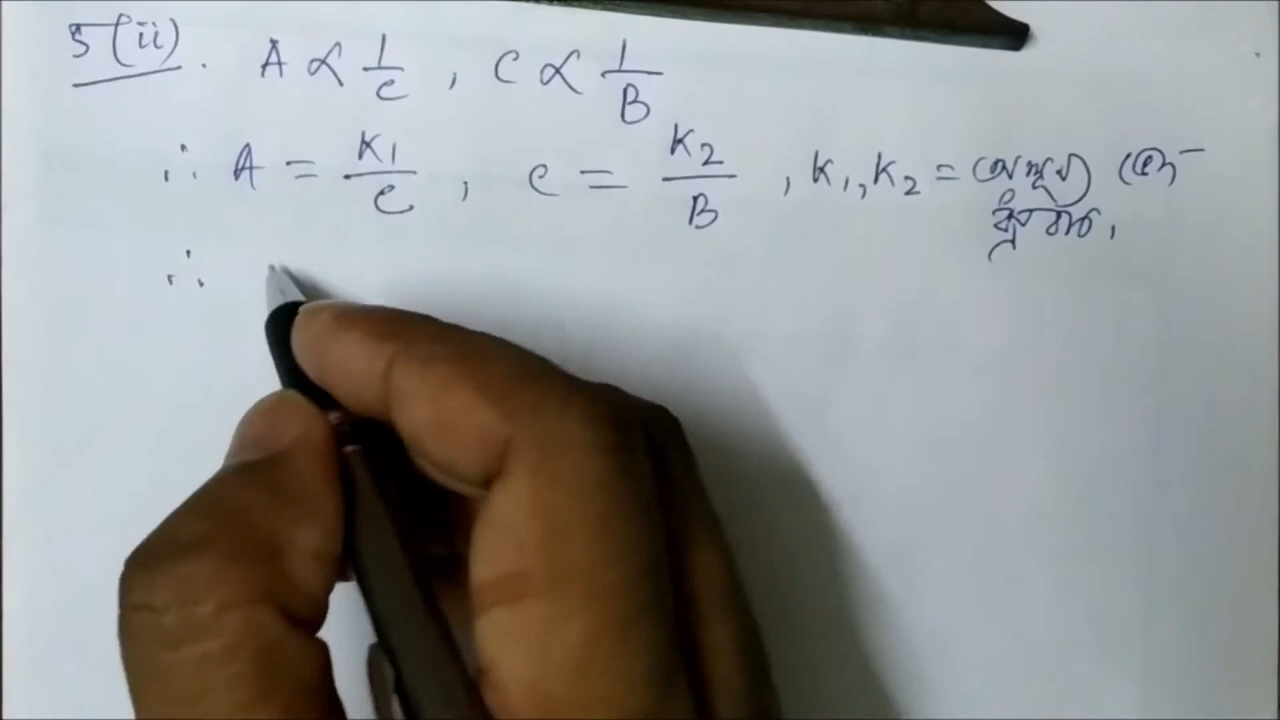 5(ii). A ∝ 1/C , C ∝ 1/B
∴ A = K₁/C , C = K₂/B , K₁, K₂ = অশূন্য ভেদ
ধ্রুবক,
∴